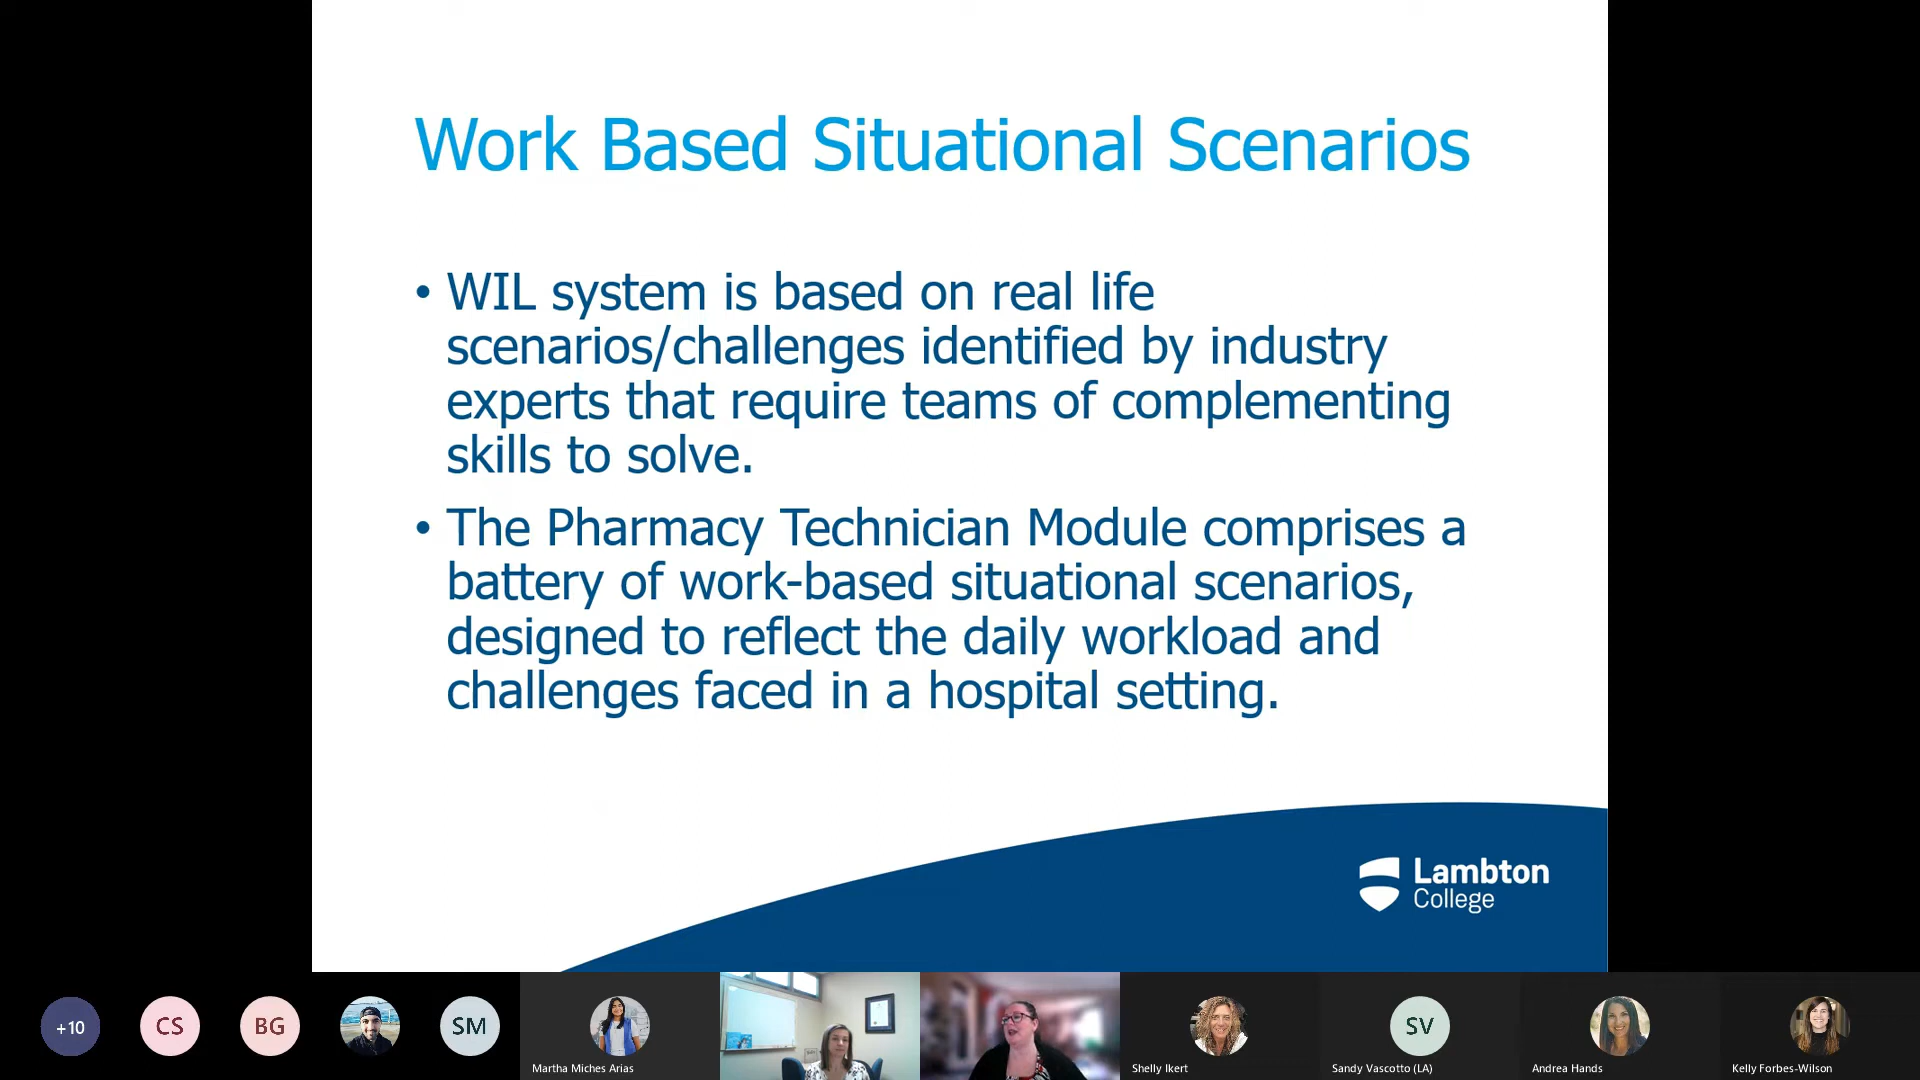 Work Based Situational Scenarios
• WIL system is based on real life
scenarios/challenges identified by industry
experts that require teams of complementing
skills to solve.
• The Pharmacy Technician Module comprises a
battery of work-based situational scenarios,
designed to reflect the daily workload and
challenges faced in a hospital setting.
Lambton
College
+10
CS
BG
SM
SV
Martha Miches Arias
Shelly Ikert
Sandy Vascotto (LA)
Andrea Hands
Kelly Forbes-Wilson